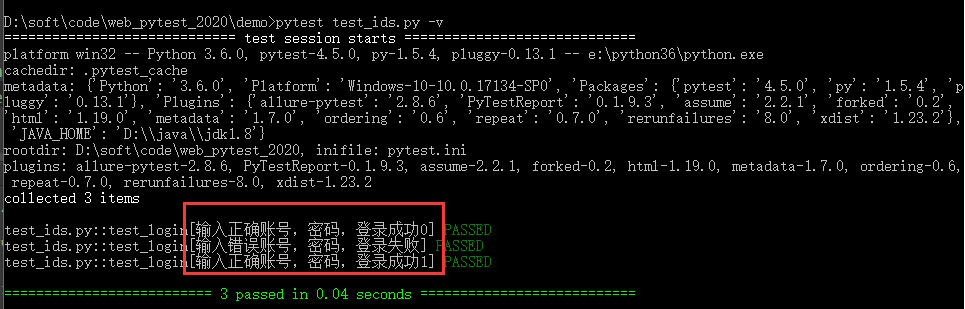 D:\soft\code\web_pytest_2020\demo>pytest test_ids.py -v
============================= test session starts =============================
platform win32 -- Python 3.6.0, pytest-4.5.0, py-1.5.4, pluggy-0.13.1 -- e:\python36\python.exe
cachedir: .pytest_cache
metadata: {'Python': '3.6.0', 'Platform': 'Windows-10-10.0.17134-SP0', 'Packages': {'pytest': '4.5.0', 'py': '1.5.4', 'p
luggy': '0.13.1'}, 'Plugins': {'allure-pytest': '2.8.6', 'PyTestReport': '0.1.9.3', 'assume': '2.2.1', 'forked': '0.2',
'html': '1.19.0', 'metadata': '1.7.0', 'ordering': '0.6', 'repeat': '0.7.0', 'rerunfailures': '8.0', 'xdist': '1.23.2'},
'JAVA_HOME': 'D:\\java\\jdk1.8'}
rootdir: D:\soft\code\web_pytest_2020, inifile: pytest.ini
plugins: allure-pytest-2.8.6, PyTestReport-0.1.9.3, assume-2.2.1, forked-0.2, html-1.19.0, metadata-1.7.0, ordering-0.6,
repeat-0.7.0, rerunfailures-8.0, xdist-1.23.2
collected 3 items
test_ids.py::test_login[输入正确账号，密码，登录成功0] PASSED
test_ids.py::test_login[输入错误账号，密码，登录失败] PASSED
test_ids.py::test_login[输入正确账号，密码，登录成功1] PASSED
========================== 3 passed in 0.04 seconds ===========================